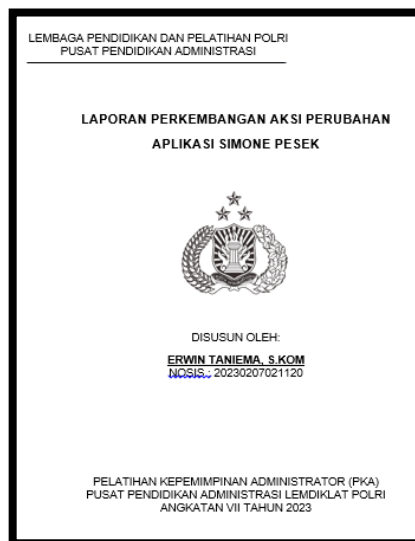 LEMBAGA PENDIDIKAN DAN PELATIHAN POLRI
PUSAT PENDIDIKAN ADMINISTRASI
LAPORAN PERKEMBANGAN AKSI PERUBAHAN
APLIKASI SIMONE PESEK
DISUSUN OLEH:
ERWIN TANIEMA, S.KOM
NOSIS : 20230207021120
PELATIHAN KEPEMIMPINAN ADMINISTRATOR (PKA)
PUSAT PENDIDIKAN ADMINISTRASI LEMDIKLAT POLRI
ANGKATAN VII TAHUN 2023